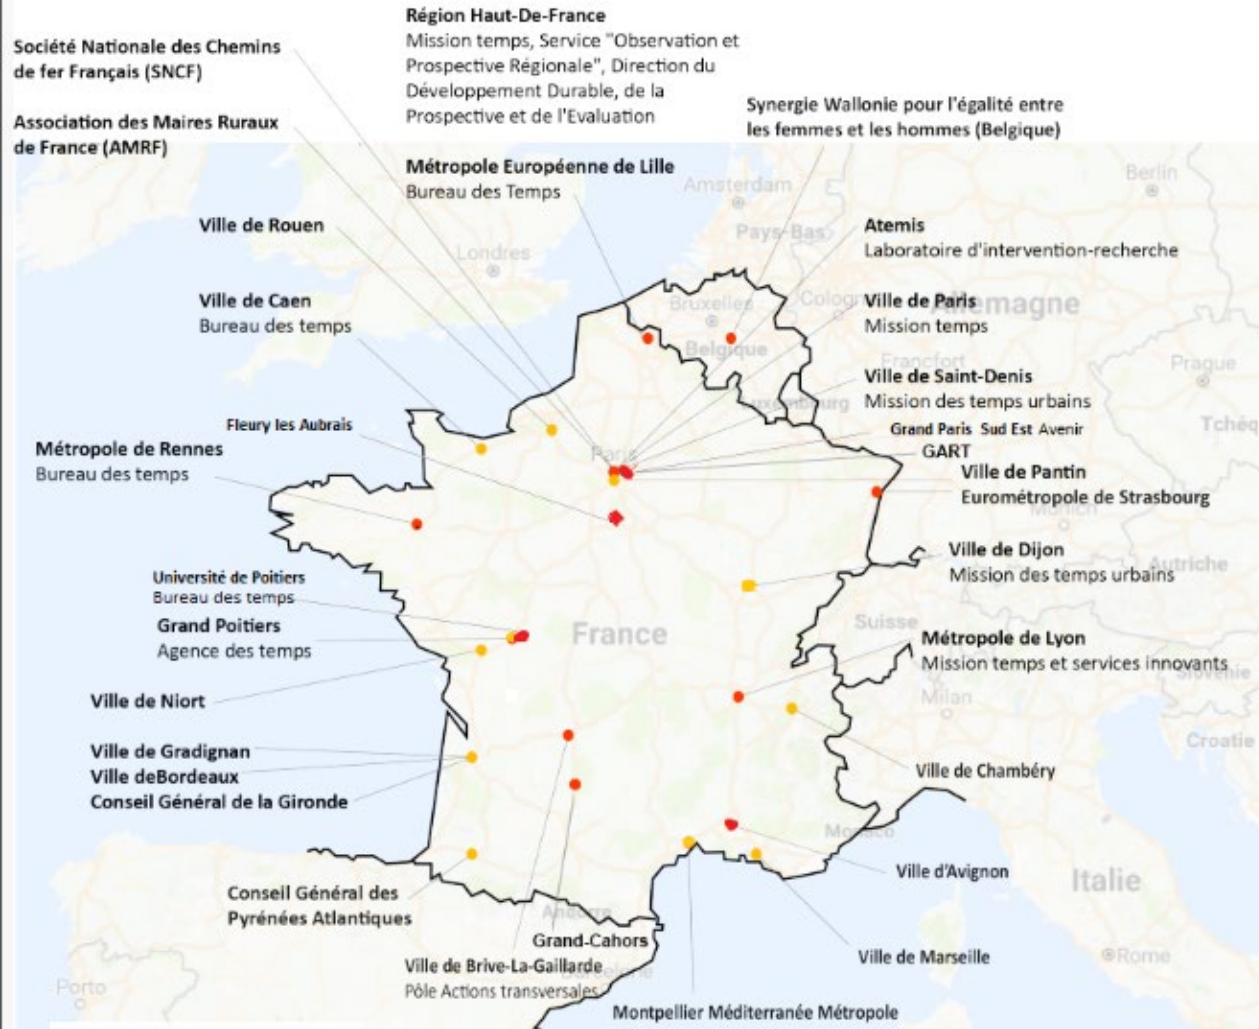 Région Haut-De-France
Mission temps, Service "Observation et
Prospective Régionale", Direction du
Développement Durable, de la
Prospective et de l'Evaluation
Société Nationale des Chemins
de fer Français (SNCF)
Association des Maires Ruraux
de France (AMRF)
Synergie Wallonie pour l'égalité entre
les femmes et les hommes (Belgique)
Métropole Européenne de Lille
Bureau des Temps
Amsterdam
Berlin
Ville de Rouen
Pays-Bas
Atemis
Laboratoire d'intervention-recherche
Londres
Ville de Caen
Bureau des temps
Bruxelles
Cologne
Ville de Paris
Allemagne
Mission temps
Belgique
Francfort
Prague
Ville de Saint-Denis
Mission des temps urbains
Luxembourg
Fleury les Aubrais
Grand Paris Sud Est Avenir
Tchéq
Métropole de Rennes
Bureau des temps
Paris
GART
Ville de Pantin
Eurométropole de Strasbourg
Munich
Ville de Dijon
Mission des temps urbains
Autriche
Université de Poitiers
Bureau des temps
Grand Poitiers
Agence des temps
France
Suisse
Métropole de Lyon
Mission temps et services innovants
Slovénie
Milan
Ville de Niort
Croatie
Ville de Gradignan
Ville deBordeaux
Conseil Général de la Gironde
Ville de Chambéry
Monaco
Ville d'Avignon
Italie
Conseil Général des
Pyrénées Atlantiques
Andorre
Grand-Cahors
Ville de Brive-La-Gaillarde
Pôle Actions transversales
Barcelone
Ville de Marseille
Rome
Porto
Montpellier Méditerranée Métropole